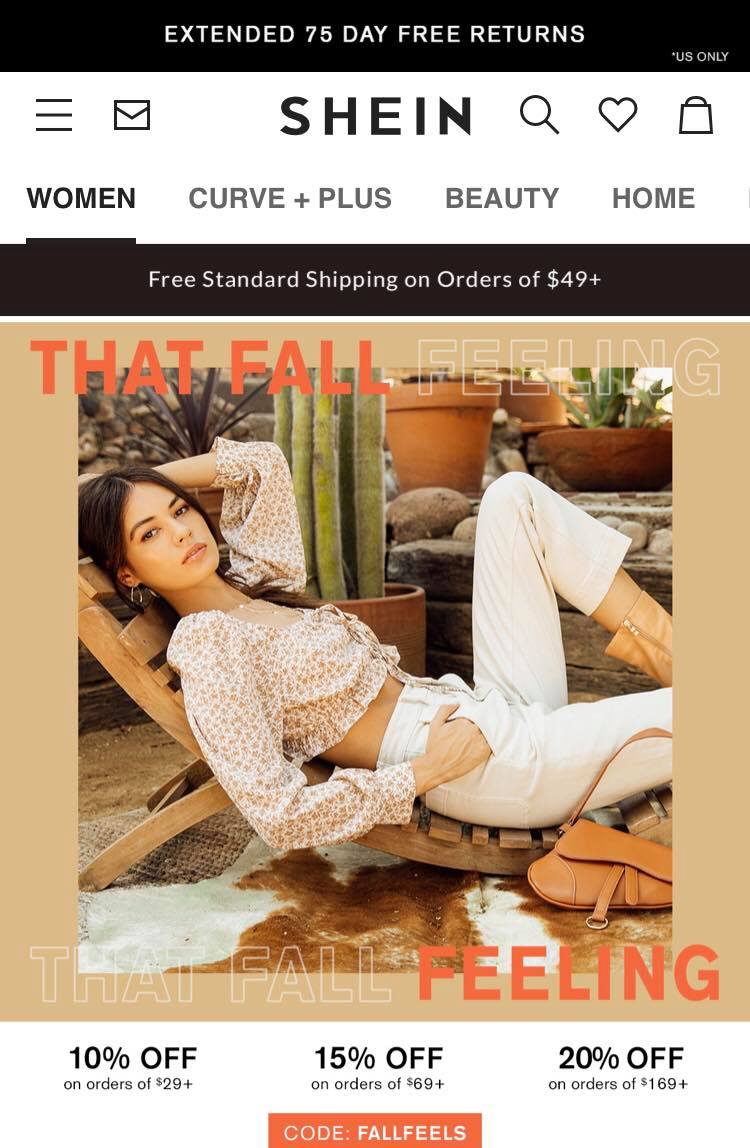 EXTENDED 75 DAY FREE RETURNS
*US ONLY
SHEIN
WOMEN CURVE + PLUS BEAUTY HOME
Free Standard Shipping on Orders of $49+
THAT FALL FEELING
THAT FALL FEELING
10% OFF 15% OFF 20% OFF
on orders of $29+ on orders of $69+ on orders of $169+
CODE: FALLFEELS